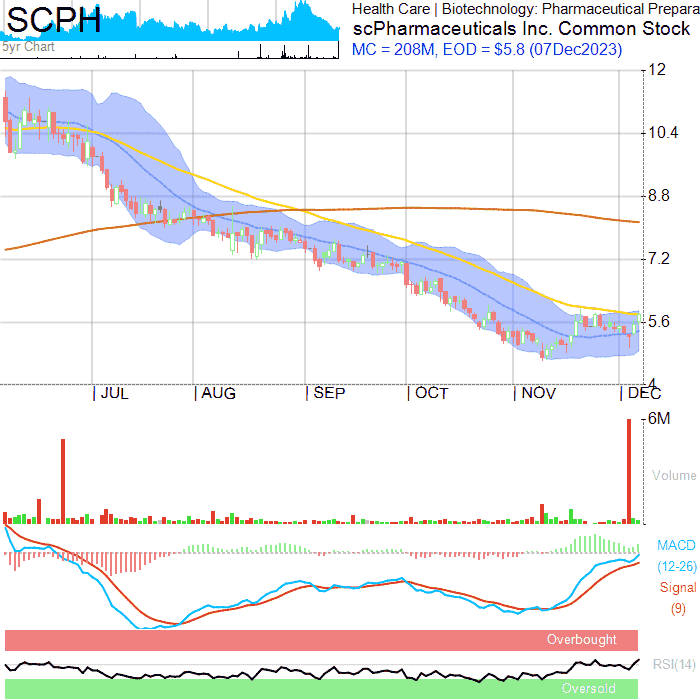 SCPH
Health Care | Biotechnology: Pharmaceutical Prepara
scPharmaceuticals Inc. Common Stock
5yr Chart
MC = 208M, EOD = $5.8 (07Dec2023)
12
10.4
8.8
7.2
5.6
4
JUL AUG SEP OCT NOV DEC
6M
Volume
MACD
(12-26)
Signal
(9)
Overbought
RSI(14)
Oversold